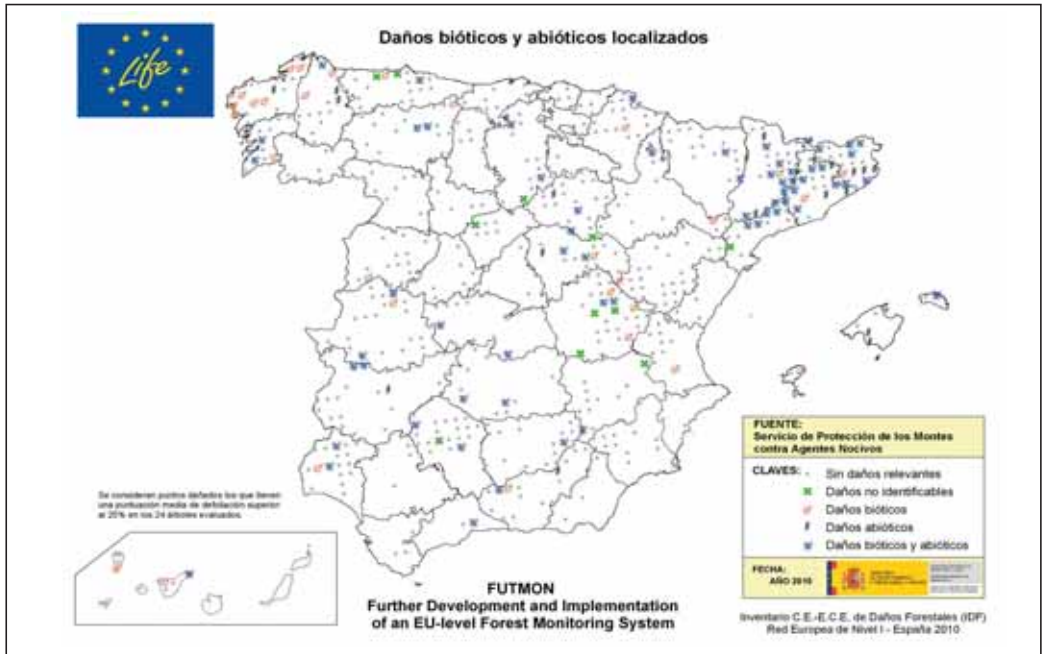 Daños bióticos y abióticos localizados
Life
Se consideran puntos dañados los que tienen
una puntuación media de defoliación superior
al 25% en los 24 árboles evaluados.
FUTMON
Further Development and Implementation
of an EU-level Forest Monitoring System
FUENTE:
Servicio de Protección de los Montes
contra Agentes Nocivos
CLAVES:
Sin daños relevantes
Daños no identificables
Daños bióticos
Daños abióticos
Daños bióticos y abióticos
FECHA:
AÑO 2010
Inventario C.E.-E.C.E. de Daños Forestales (IDF)
Red Europea de Nivel I - España 2010